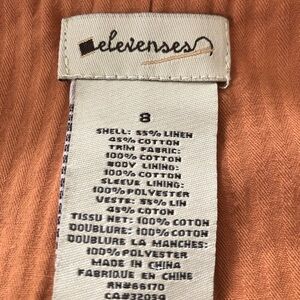 elevenses
8
SHELL: 55% LINEN
45% COTTON
TRIM FABRIC:
100% COTTON
BODY LINING:
100% COTTON
SLEEVE LINING:
100% POLYESTER
VESTE: 55% LIN
45% COTON
TISSU NET: 100% COTON
DOUBLURE: 100% COTON
DOUBLURE LA MANCHES:
100% POLYESTER
MADE IN CHINA
FABRIQUE EN CHINE
RN#66170
CA#32059